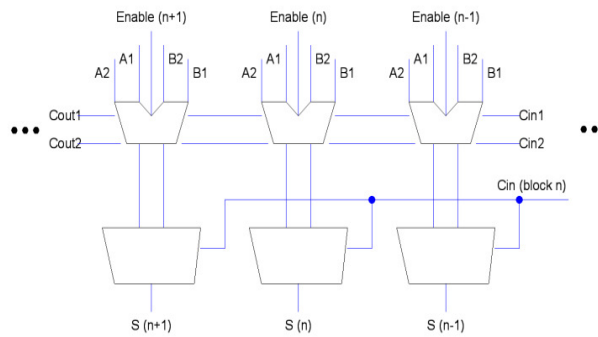 Enable (n+1) Enable (n) Enable (n-1)
A2 A1 B2 B1 A2 A1 B2 B1 A2 A1 B2 B1
Cout1 Cin1
Cout2 Cin2
Cin (block n)
S (n+1) S (n) S (n-1)